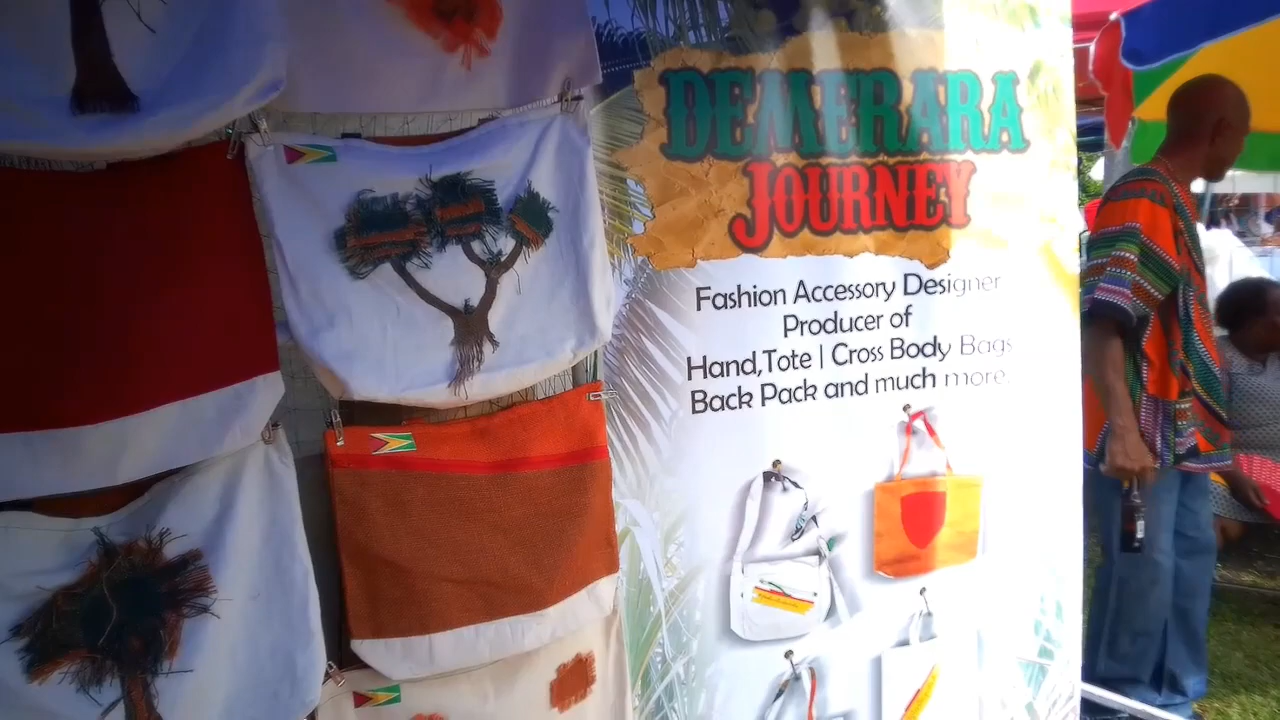 DEMERARA
JOURNEY
Fashion Accessory Designer
Producer of
Hand,Tote | Cross Body Bags
Back Pack and much more.